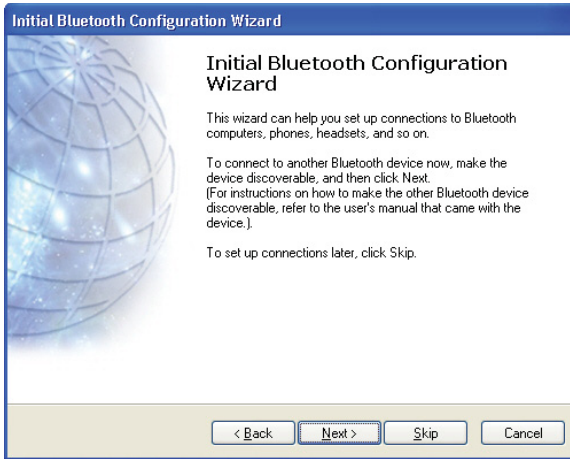 Initial Bluetooth Configuration Wizard
Initial Bluetooth Configuration
Wizard
This wizard can help you set up connections to Bluetooth
computers, phones, headsets, and so on.
To connect to another Bluetooth device now, make the
device discoverable, and then click Next.
(For instructions on how to make the other Bluetooth device
discoverable, refer to the user's manual that came with the
device.).
To set up connections later, click Skip.
< Back Next > Skip Cancel